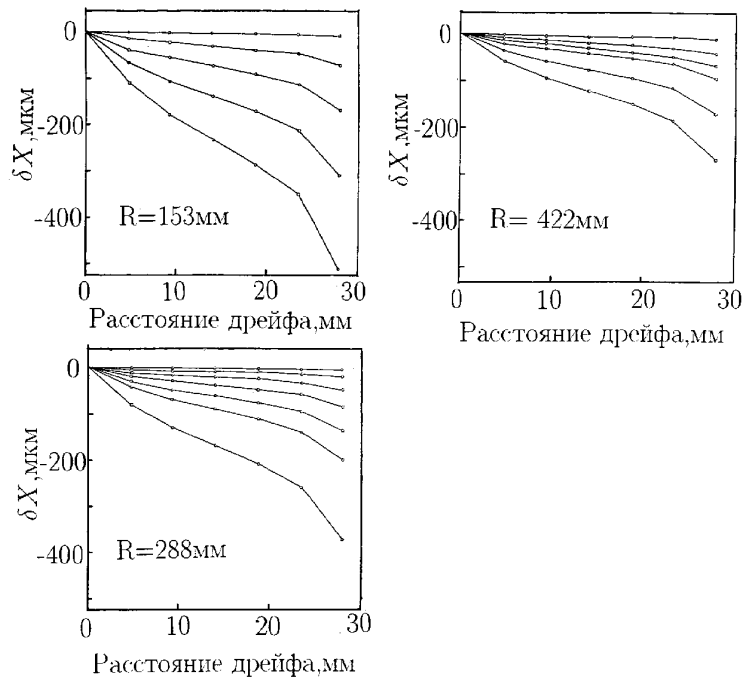 0
-200
-400
δX,мкм
R=153мм
0 10 20 30
Расстояние дрейфа,мм
0
-200
-400
δX,мкм
R= 422мм
0 10 20 30
Расстояние дрейфа,мм
0
-200
-400
δX,мкм
R=288мм
0 10 20 30
Расстояние дрейфа,мм